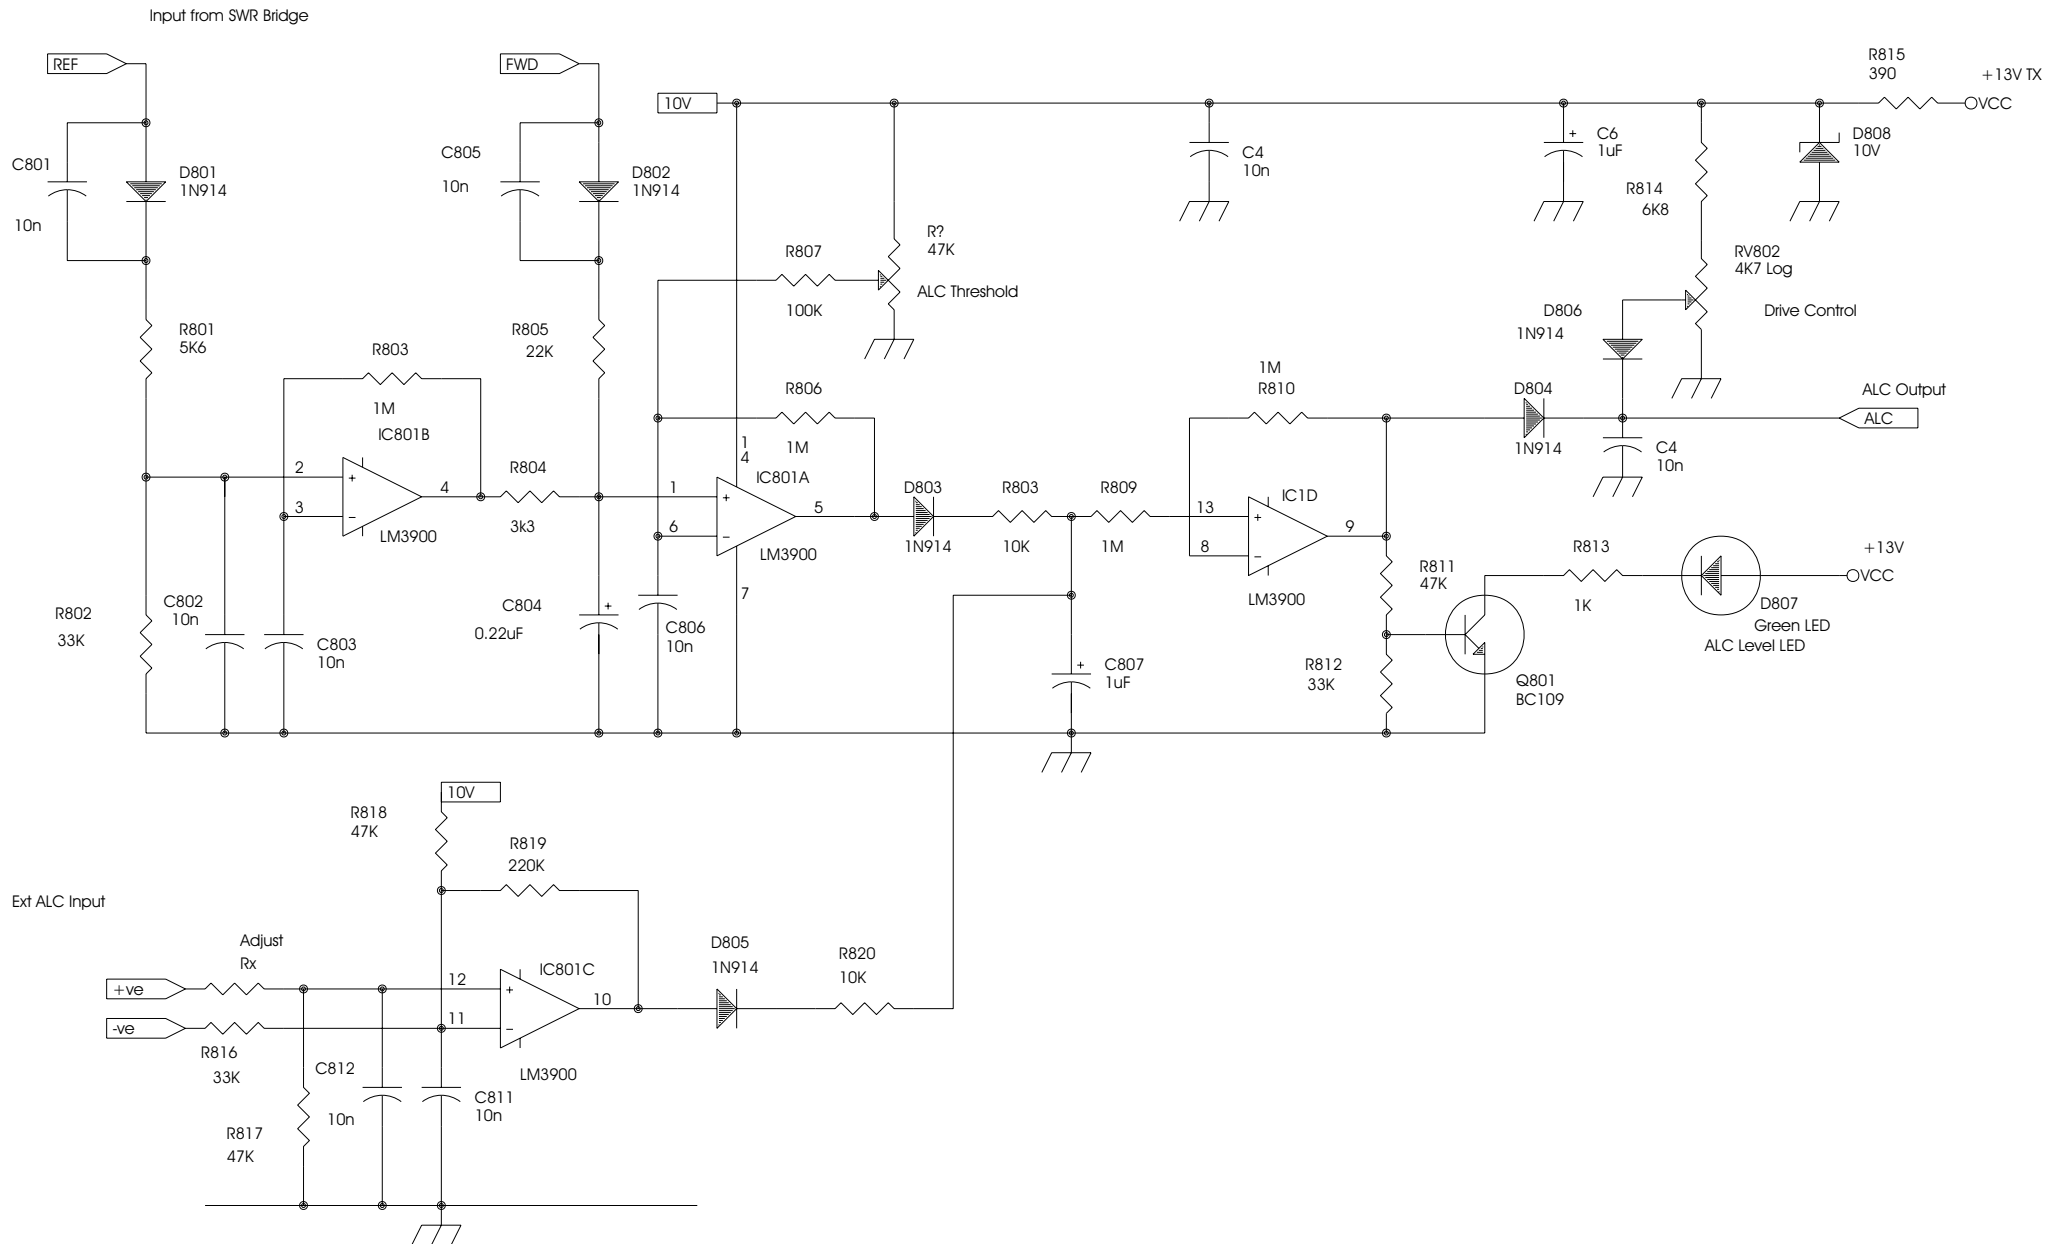 Input from SWR Bridge
REF
FWD
10V
R815
390
+13V TX
VCC
C801
10n
D801
1N914
C805
10n
D802
1N914
C4
10n
C6
1uF
D808
10V
R814
6K8
RV802
4K7 Log
Drive Control
R807
100K
R?
47K
ALC Threshold
R801
5K6
R803
1M
IC801B
R805
22K
R806
1M
1M
R810
D806
1N914
D804
1N914
ALC Output
ALC
C4
10n
2
3
+
-
4
LM3900
R804
3k3
1
6
+
-
1
4
IC801A
5
LM3900
7
D803
1N914
R803
10K
R809
1M
13
8
+
-
IC1D
9
LM3900
R811
47K
R813
1K
+13V
VCC
D807
Green LED
ALC Level LED
R802
33K
C802
10n
C803
10n
C804
+
0.22uF
C806
10n
C807
+
1uF
R812
33K
Q801
BC109
10V
R818
47K
R819
220K
Ext ALC Input
Adjust
Rx
+ve
-ve
12
11
+
-
IC801C
10
LM3900
D805
1N914
R820
10K
R816
33K
C812
10n
C811
10n
R817
47K